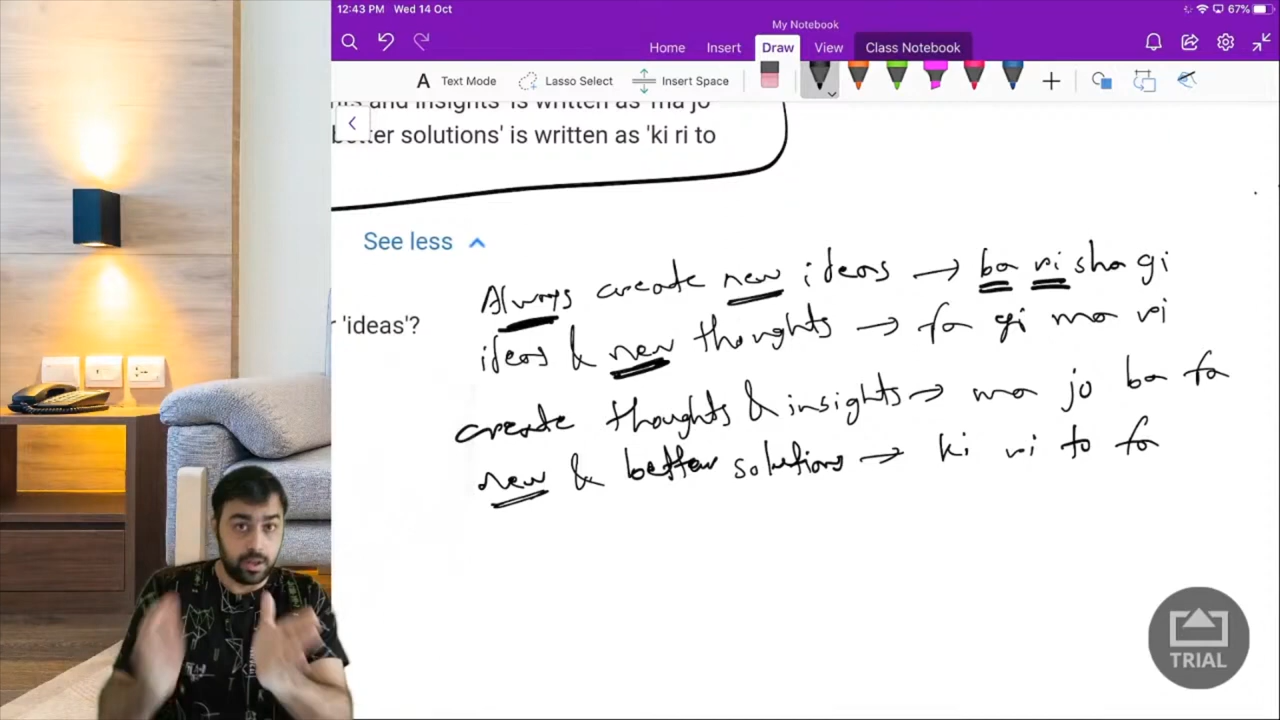 12:43 PM Wed 14 Oct
67%
My Notebook
Home Insert Draw View Class Notebook
A Text Mode Lasso Select Insert Space
and insights' is written as 'ma jo
better solutions' is written as 'ki ri to
See less
'ideas'?
Always create new ideas → ba ri sha gi
ideas & new thoughts → fa gi ma ri
create thoughts & insights → ma jo ba fa
new & better solutions → ki ri to fa
TRIAL